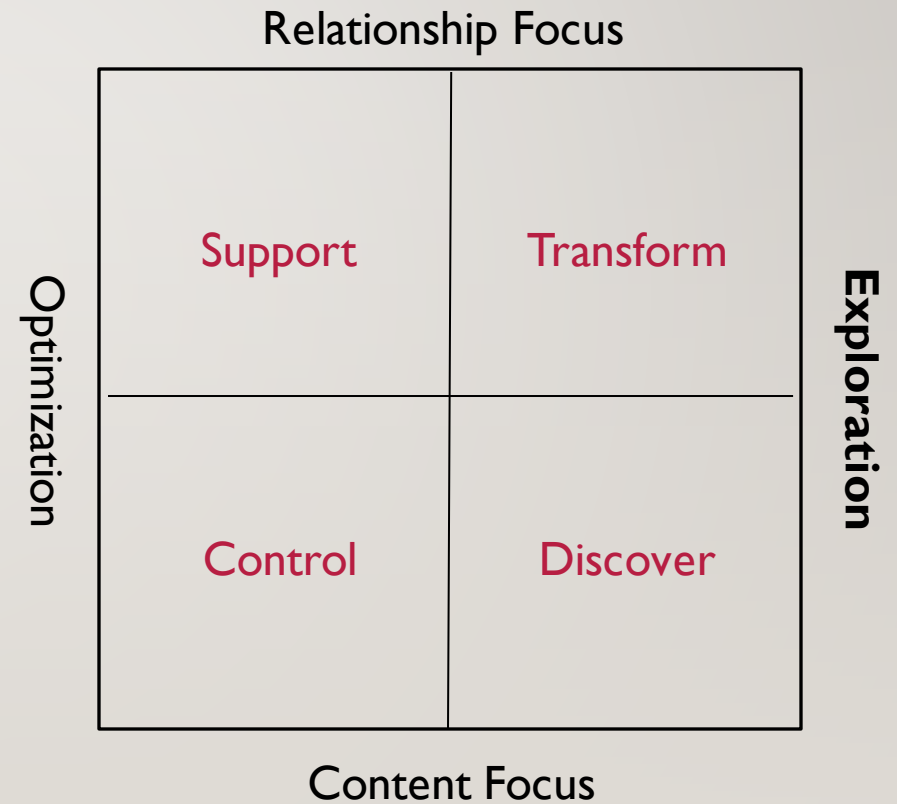 Relationship Focus
Support
Transform
Optimization
Exploration
Control
Discover
Content Focus